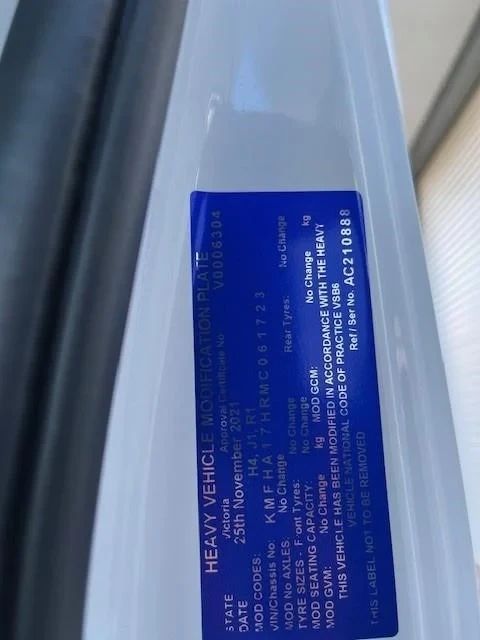 HEAVY VEHICLE MODIFICATION PLATE
STATE Victoria Approval Certificate No V0006304
DATE 25th November 2021
MOD CODES: H4, J1, R1
VIN/Chassis No: KMFHA17HRMC061723
MOD No AXLES. No Change
TYRE SIZES - Front Tyres: No Change Rear Tyres: No Change
MOD SEATING CAPACITY: No Change
MOD GVM: No Change kg MOD GCM: No Change kg
THIS VEHICLE HAS BEEN MODIFIED IN ACCORDANCE WITH THE HEAVY
VEHICLE NATIONAL CODE OF PRACTICE VSB6
Ref / Ser No. AC210888
THIS LABEL NOT TO BE REMOVED